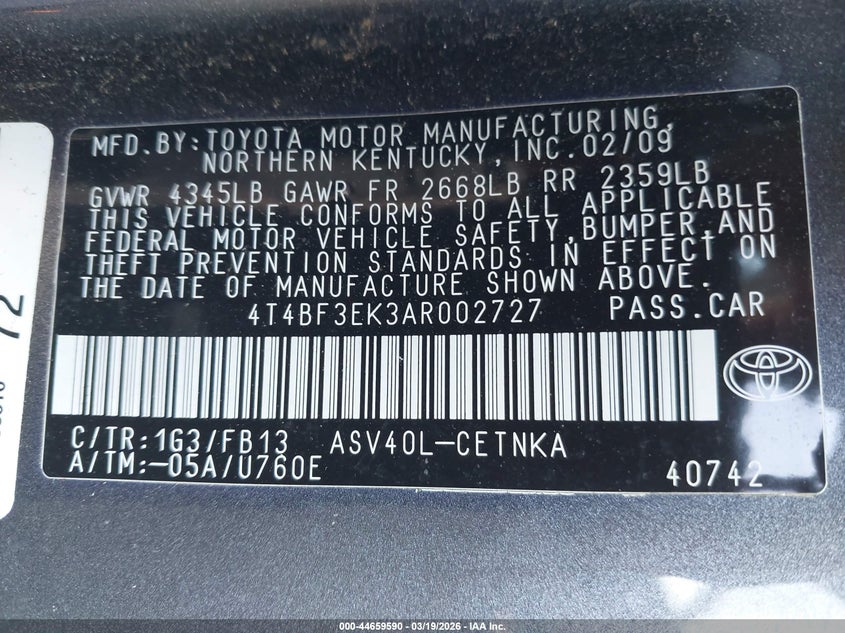 MFD.BY:TOYOTA MOTOR MANUFACTURING,
NORTHERN KENTUCKY,INC.02/09
GVWR 4345LB GAWR FR 2668LB RR 2359LB
THIS VEHICLE CONFORMS TO ALL APPLICABLE
FEDERAL MOTOR VEHICLE SAFETY,BUMPER,AND
THEFT PREVENTION STANDARDS IN EFFECT ON
THE DATE OF MANUFACTURE SHOWN ABOVE.
4T4BF3EK3AR002727 PASS.CAR
C/TR:1G3/FB13 ASV40L-CETNKA
A/TM:-05A/U760E 40742
72
000-44659590 | 03/19/2026 - IAA Inc.